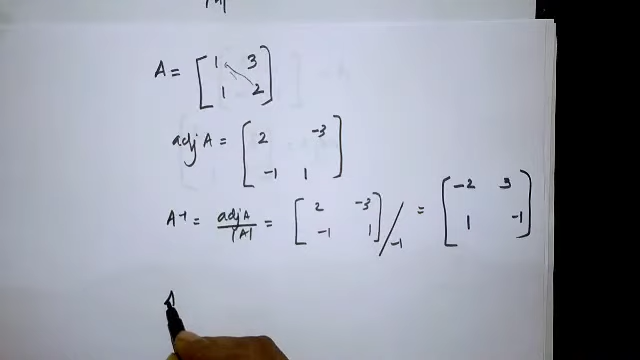 A = [ 1 3 ; 1 2 ]
adj A = [ 2 -3 ; -1 1 ]
A⁻¹ = adj A / |A| = [ 2 -3 ; -1 1 ] / -1 = [ -2 3 ; 1 -1 ]